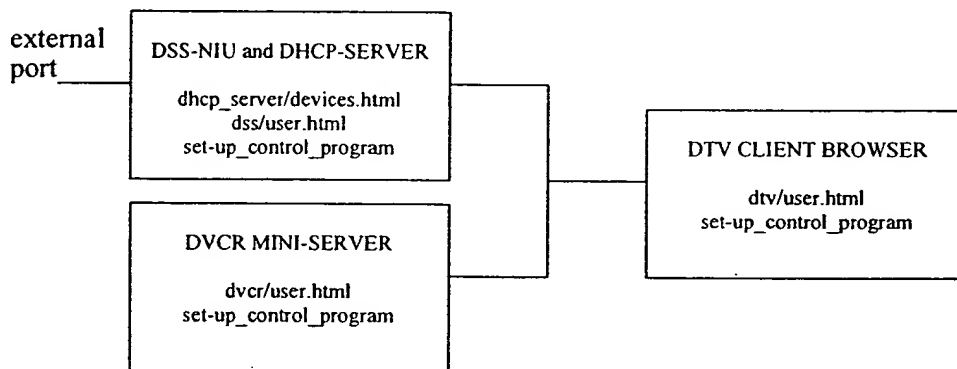 external
port
DSS-NIU and DHCP-SERVER
dhcp_server/devices.html
dss/user.html
set-up_control_program
DVCR MINI-SERVER
dvcr/user.html
set-up_control_program
DTV CLIENT BROWSER
dtv/user.html
set-up_control_program